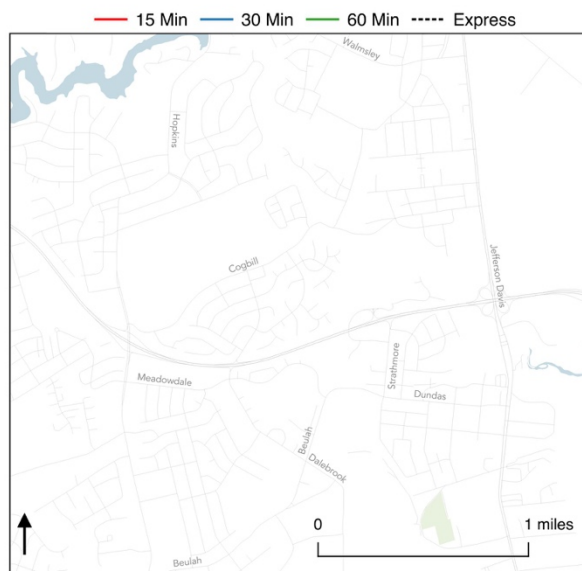 15 Min 30 Min 60 Min Express
Walmsley
Hopkins
Jefferson Davis
Cogbill
Strathmore
Meadowdale
Dundas
Beulah
Dalebrook
0 1 miles
Beulah